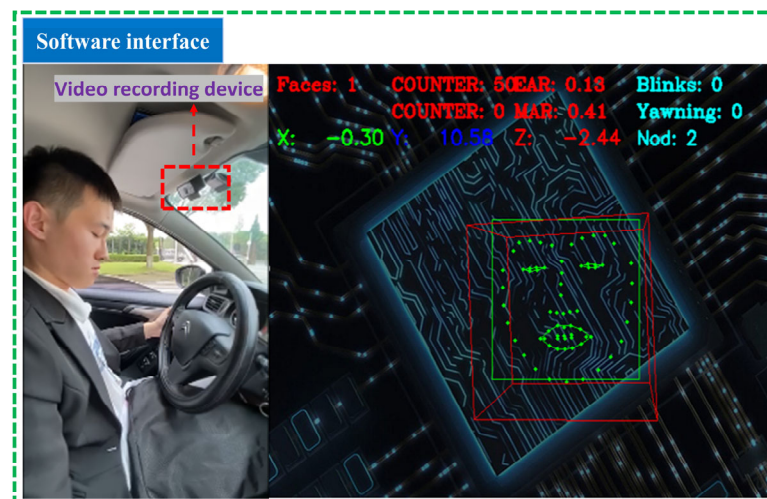 Software interface
Video recording device
Faces: 1 COUNTER: 50EAR: 0.13 Blinks: 0
COUNTER: 0 MAR: 0.41 Yawning: 0
X: -0.30 Y: 10.58 Z: -2.44 Nod: 2